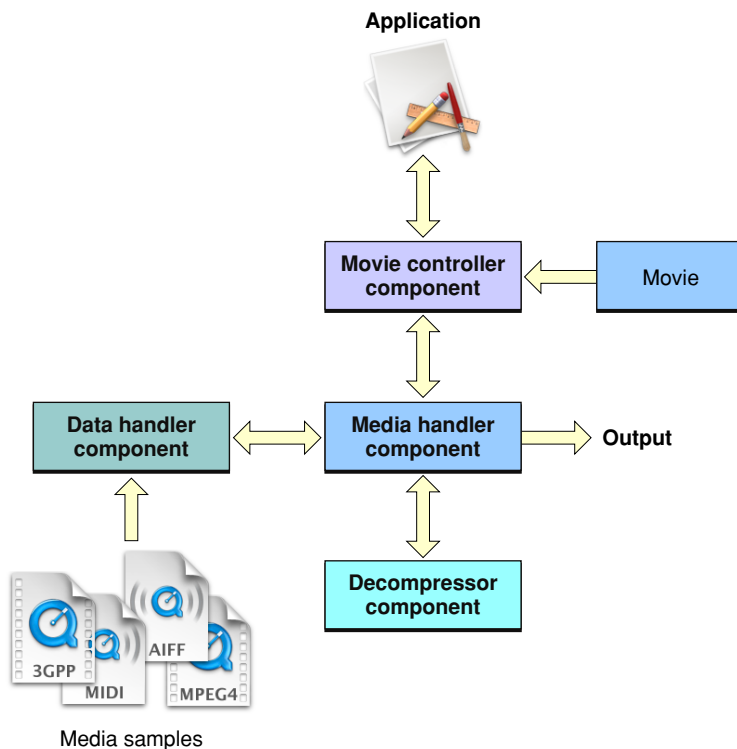 Application
Movie controller
component
Movie
Data handler
component
Media handler
component
Output
Decompressor
component
3GPP
MIDI
AIFF
MPEG4
Media samples